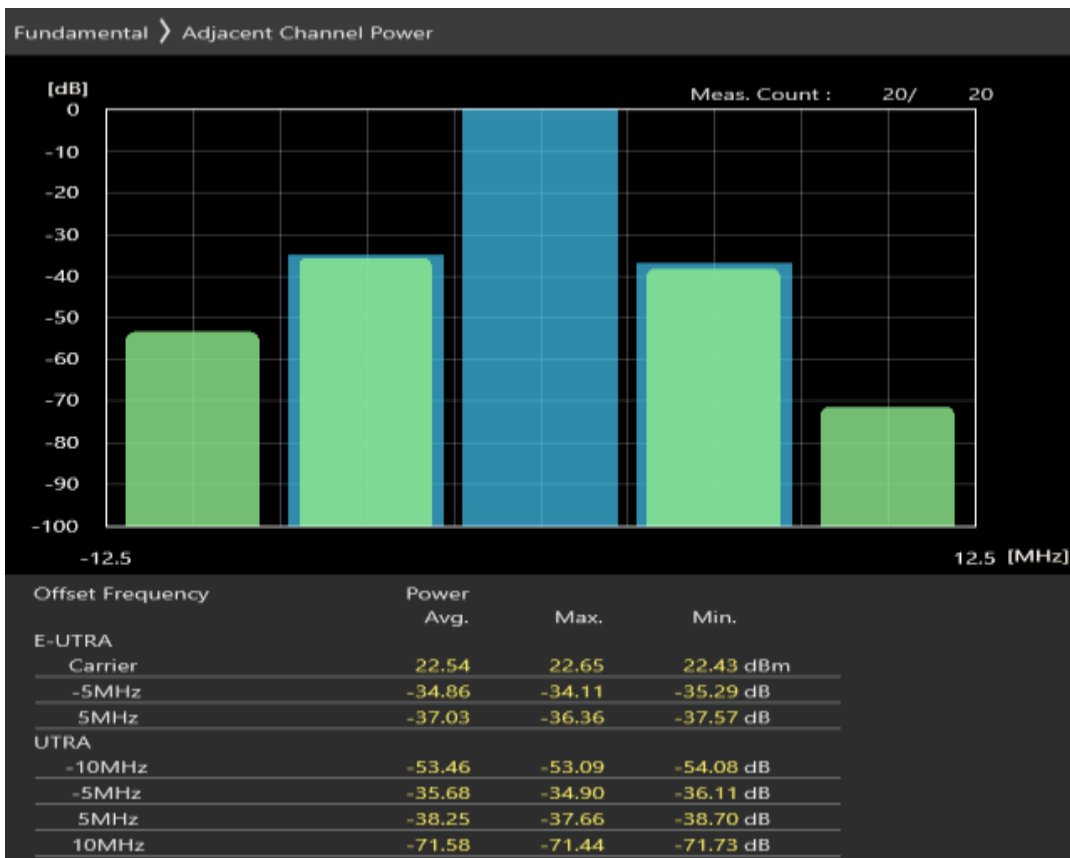 Fundamental 〉 Adjacent Channel Power
[dB]
Meas. Count : 20/ 20
0
-10
-20
-30
-40
-50
-60
-70
-80
-90
-100
-12.5 12.5 [MHz]
Offset Frequency Power
Avg. Max. Min.
E-UTRA
Carrier 22.54 22.65 22.43 dBm
-5MHz -34.86 -34.11 -35.29 dB
5MHz -37.03 -36.36 -37.57 dB
UTRA
-10MHz -53.46 -53.09 -54.08 dB
-5MHz -35.68 -34.90 -36.11 dB
5MHz -38.25 -37.66 -38.70 dB
10MHz -71.58 -71.44 -71.73 dB